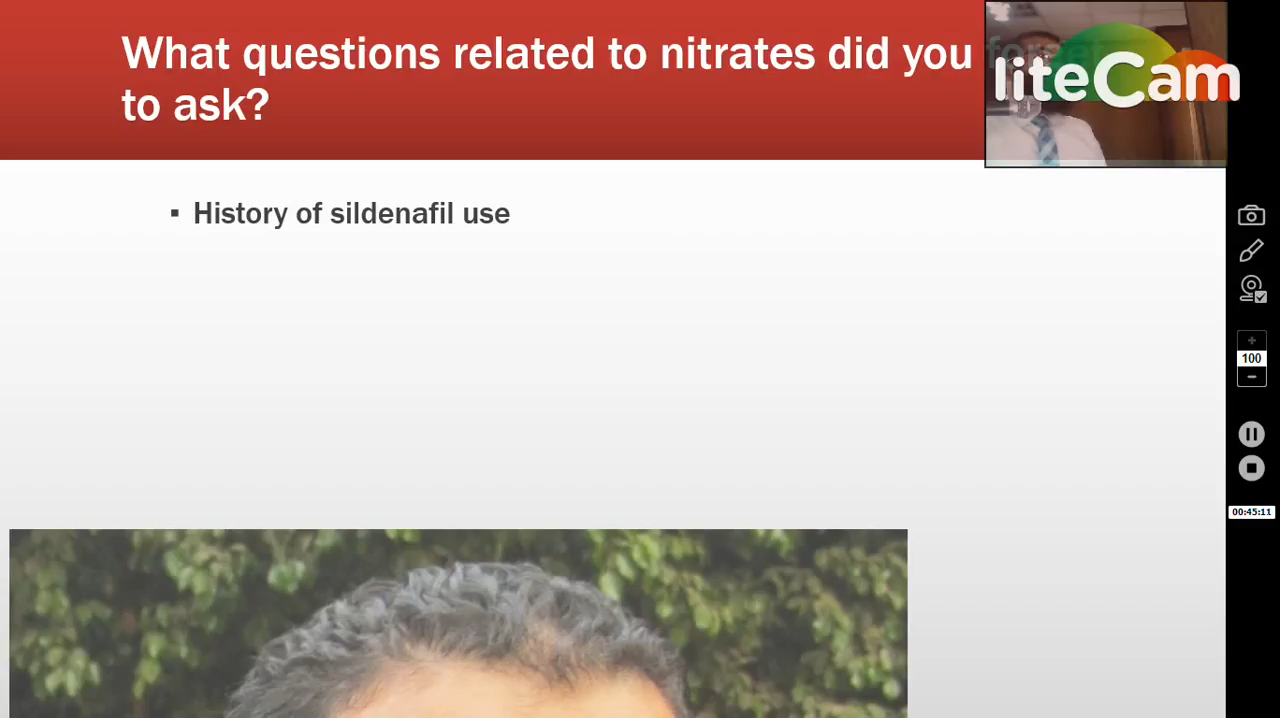 What questions related to nitrates did you
to ask?
▪ History of sildenafil use
liteCam
100
00:45:11